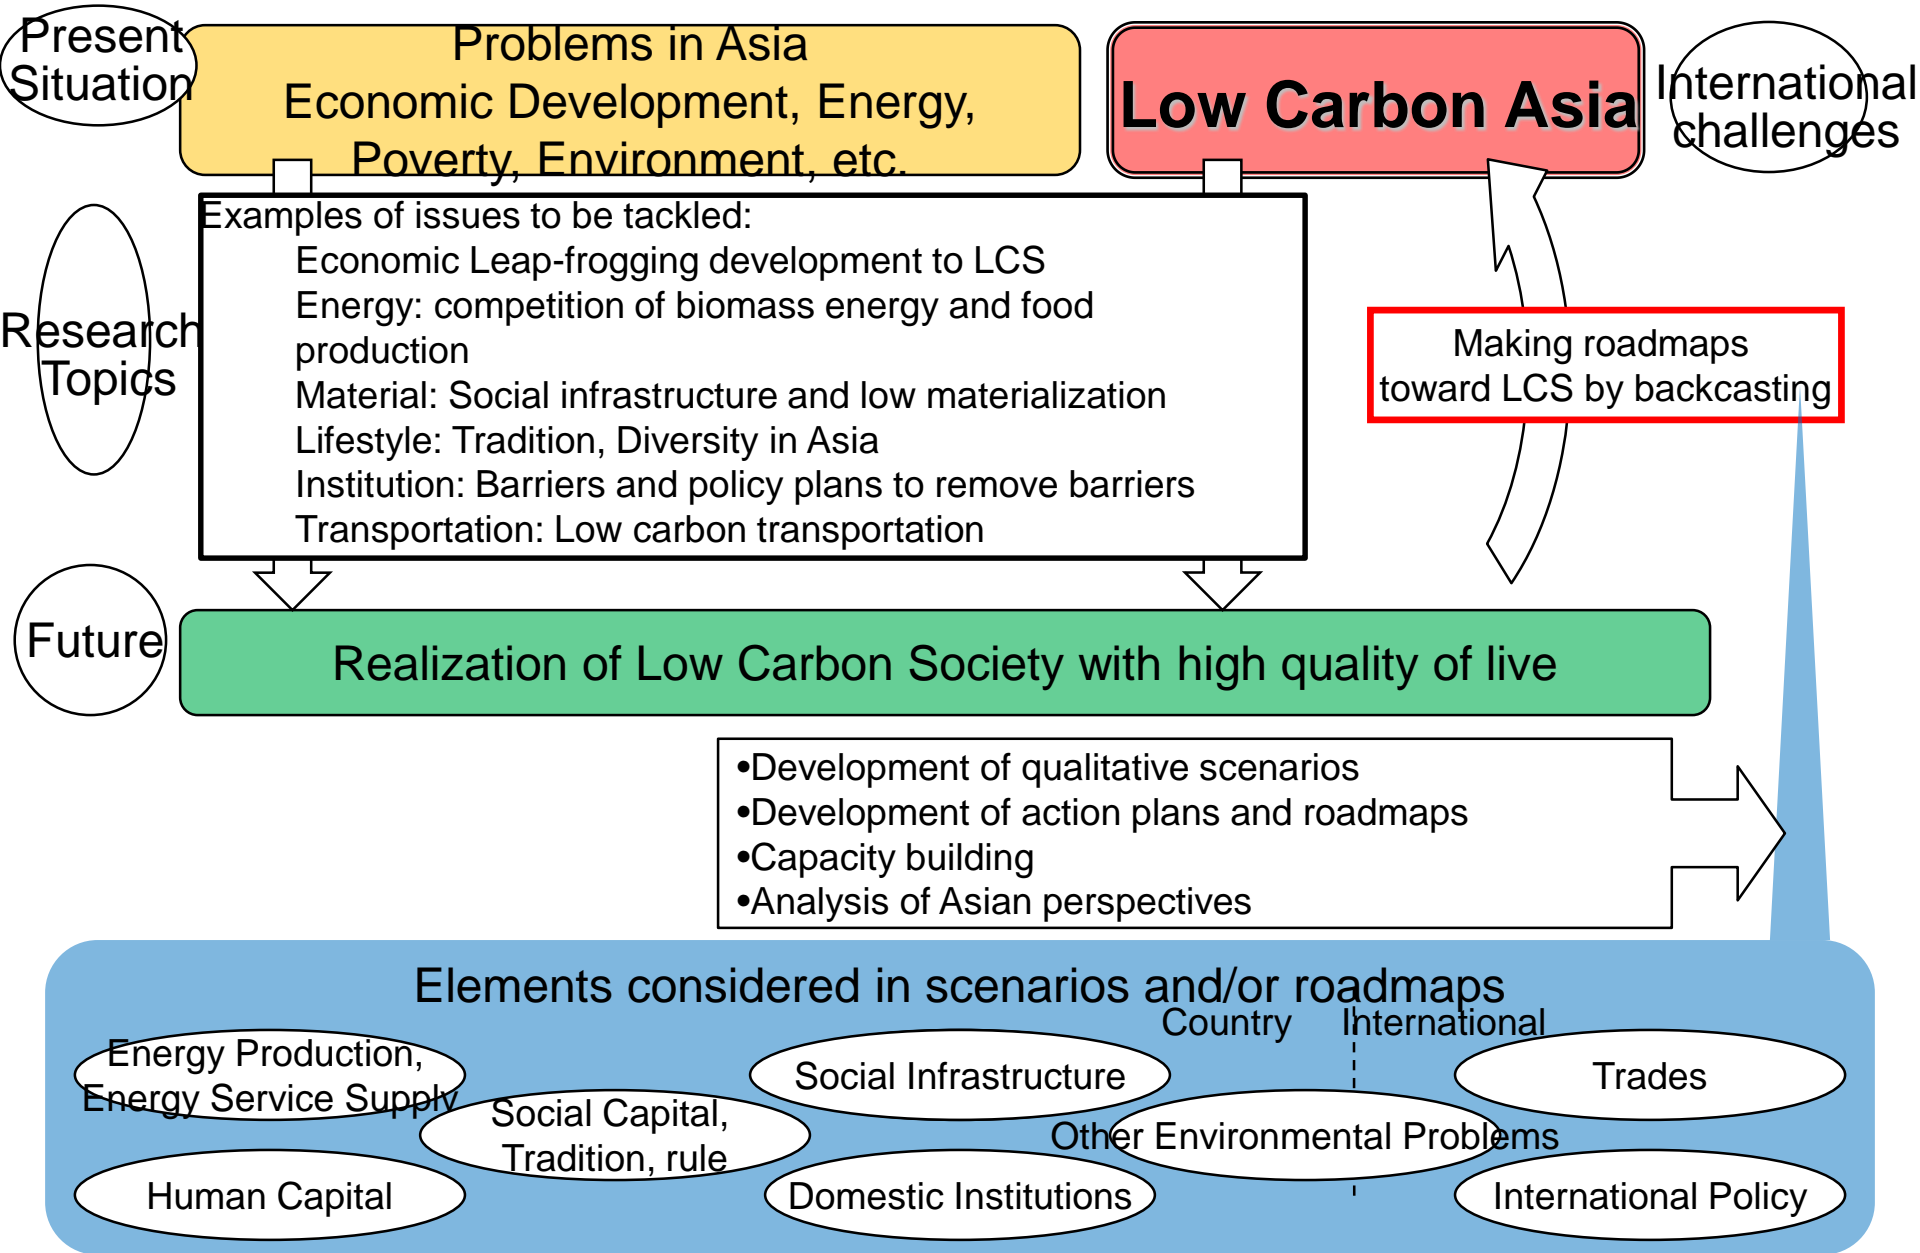 Present
Situation
Problems in Asia
Economic Development, Energy,
Poverty, Environment, etc.
Low Carbon Asia
International
challenges
Research
Topics
Examples of issues to be tackled:
Economic Leap-frogging development to LCS
Energy: competition of biomass energy and food
production
Material: Social infrastructure and low materialization
Lifestyle: Tradition, Diversity in Asia
Institution: Barriers and policy plans to remove barriers
Transportation: Low carbon transportation
Making roadmaps
toward LCS by backcasting
Future
Realization of Low Carbon Society with high quality of live
•Development of qualitative scenarios
•Development of action plans and roadmaps
•Capacity building
•Analysis of Asian perspectives
Elements considered in scenarios and/or roadmaps
Country
International
Energy Production,
Energy Service Supply
Social Capital,
Tradition, rule
Human Capital
Social Infrastructure
Domestic Institutions
Other Environmental Problems
Trades
International Policy